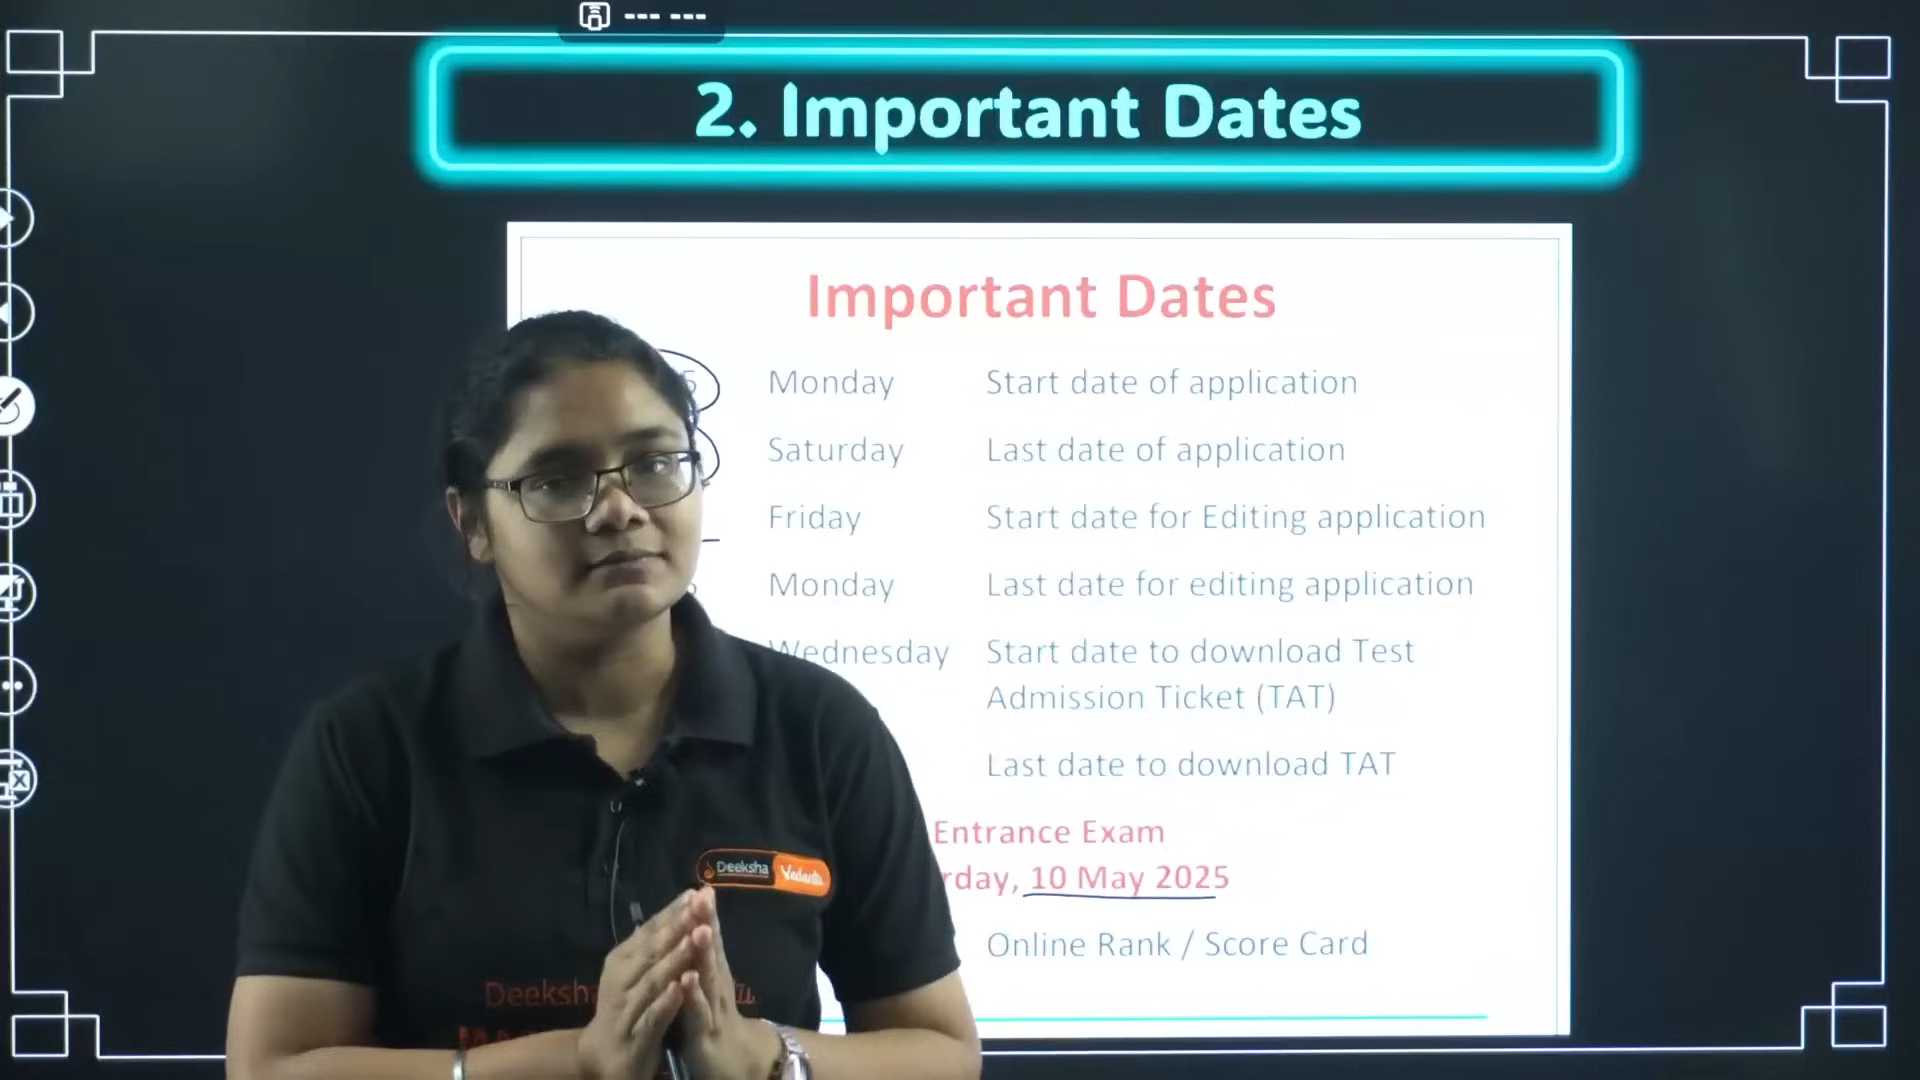 2. Important Dates
Important Dates
Monday Start date of application
Saturday Last date of application
Friday Start date for Editing application
Monday Last date for editing application
Wednesday Start date to download Test
Admission Ticket (TAT)
Last date to download TAT
Entrance Exam
10 May 2025
Online Rank / Score Card
Deeksha Vedantu
Deeksha